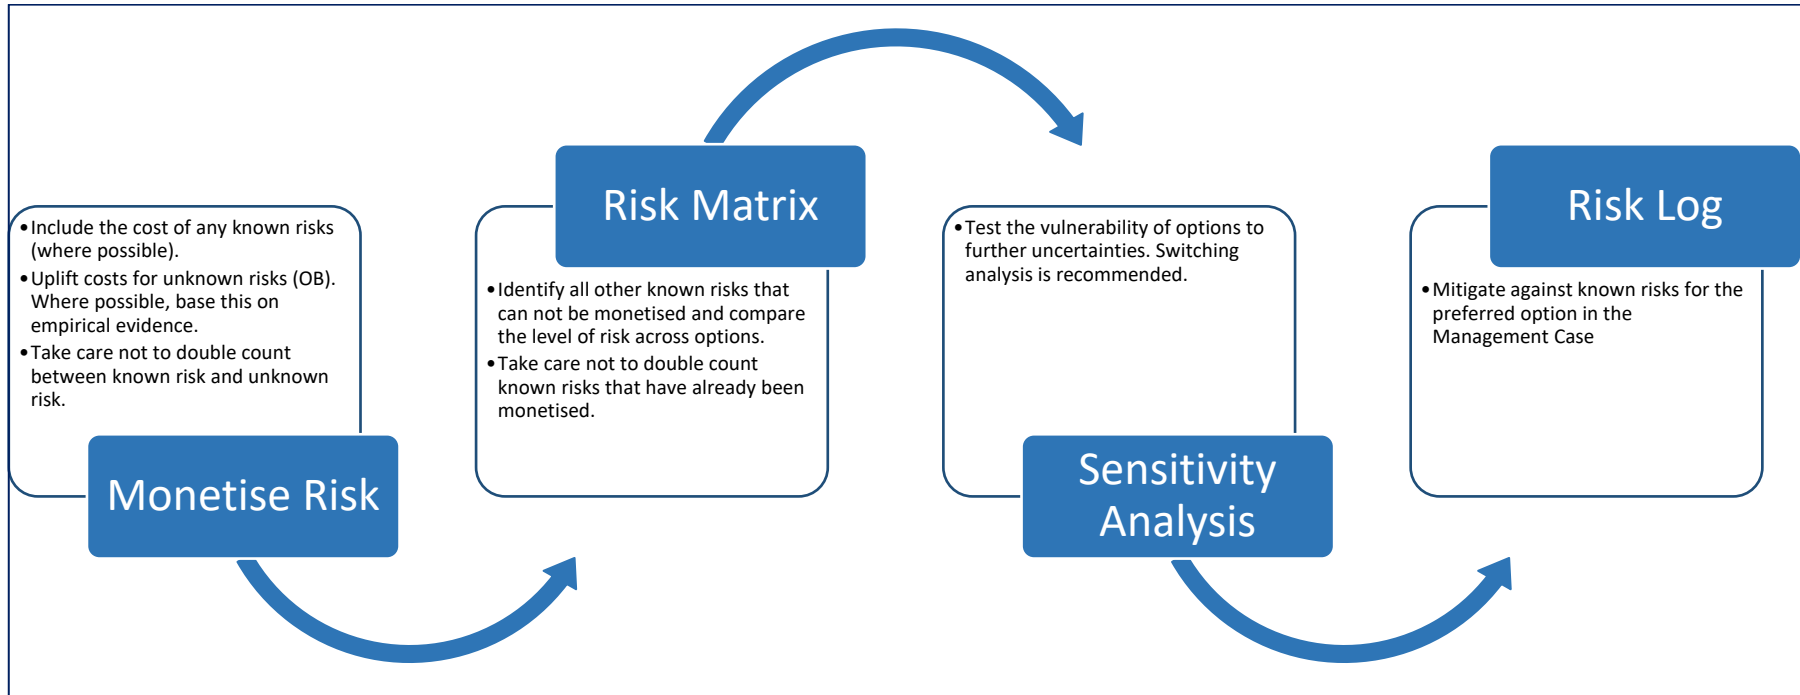 •Include the cost of any known risks
(where possible).
•Uplift costs for unknown risks (OB).
Where possible, base this on
empirical evidence.
•Take care not to double count
between known risk and unknown
risk.
Monetise Risk
Risk Matrix
•Identify all other known risks that
can not be monetised and compare
the level of risk across options.
•Take care not to double count
known risks that have already been
monetised.
•Test the vulnerability of options to
further uncertainties. Switching
analysis is recommended.
Sensitivity
Analysis
Risk Log
•Mitigate against known risks for the
preferred option in the
Management Case